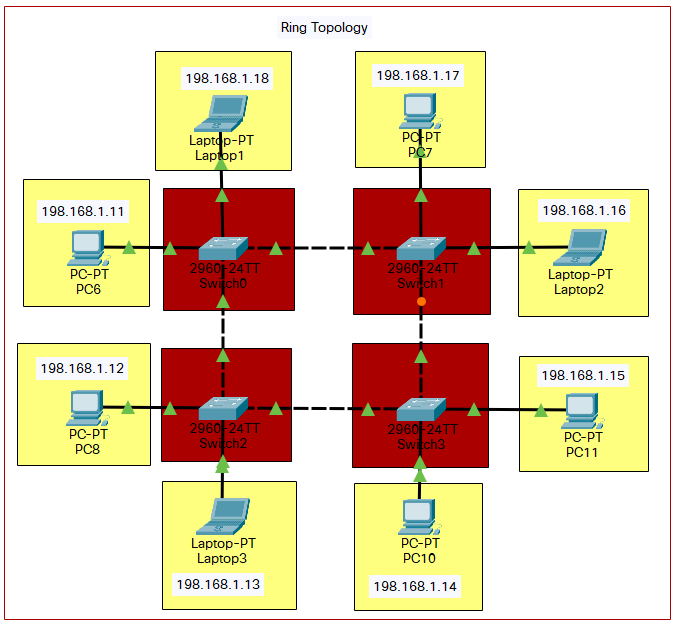 Ring Topology
198.168.1.18
Laptop-PT
Laptop1
198.168.1.17
PC-PT
PC7
198.168.1.11
PC-PT
PC6
2960-24TT
Switch0
2960-24TT
Switch1
198.168.1.16
Laptop-PT
Laptop2
198.168.1.12
PC-PT
PC8
2960-24TT
Switch2
2960-24TT
Switch3
198.168.1.15
PC-PT
PC11
Laptop-PT
Laptop3
198.168.1.13
PC-PT
PC10
198.168.1.14